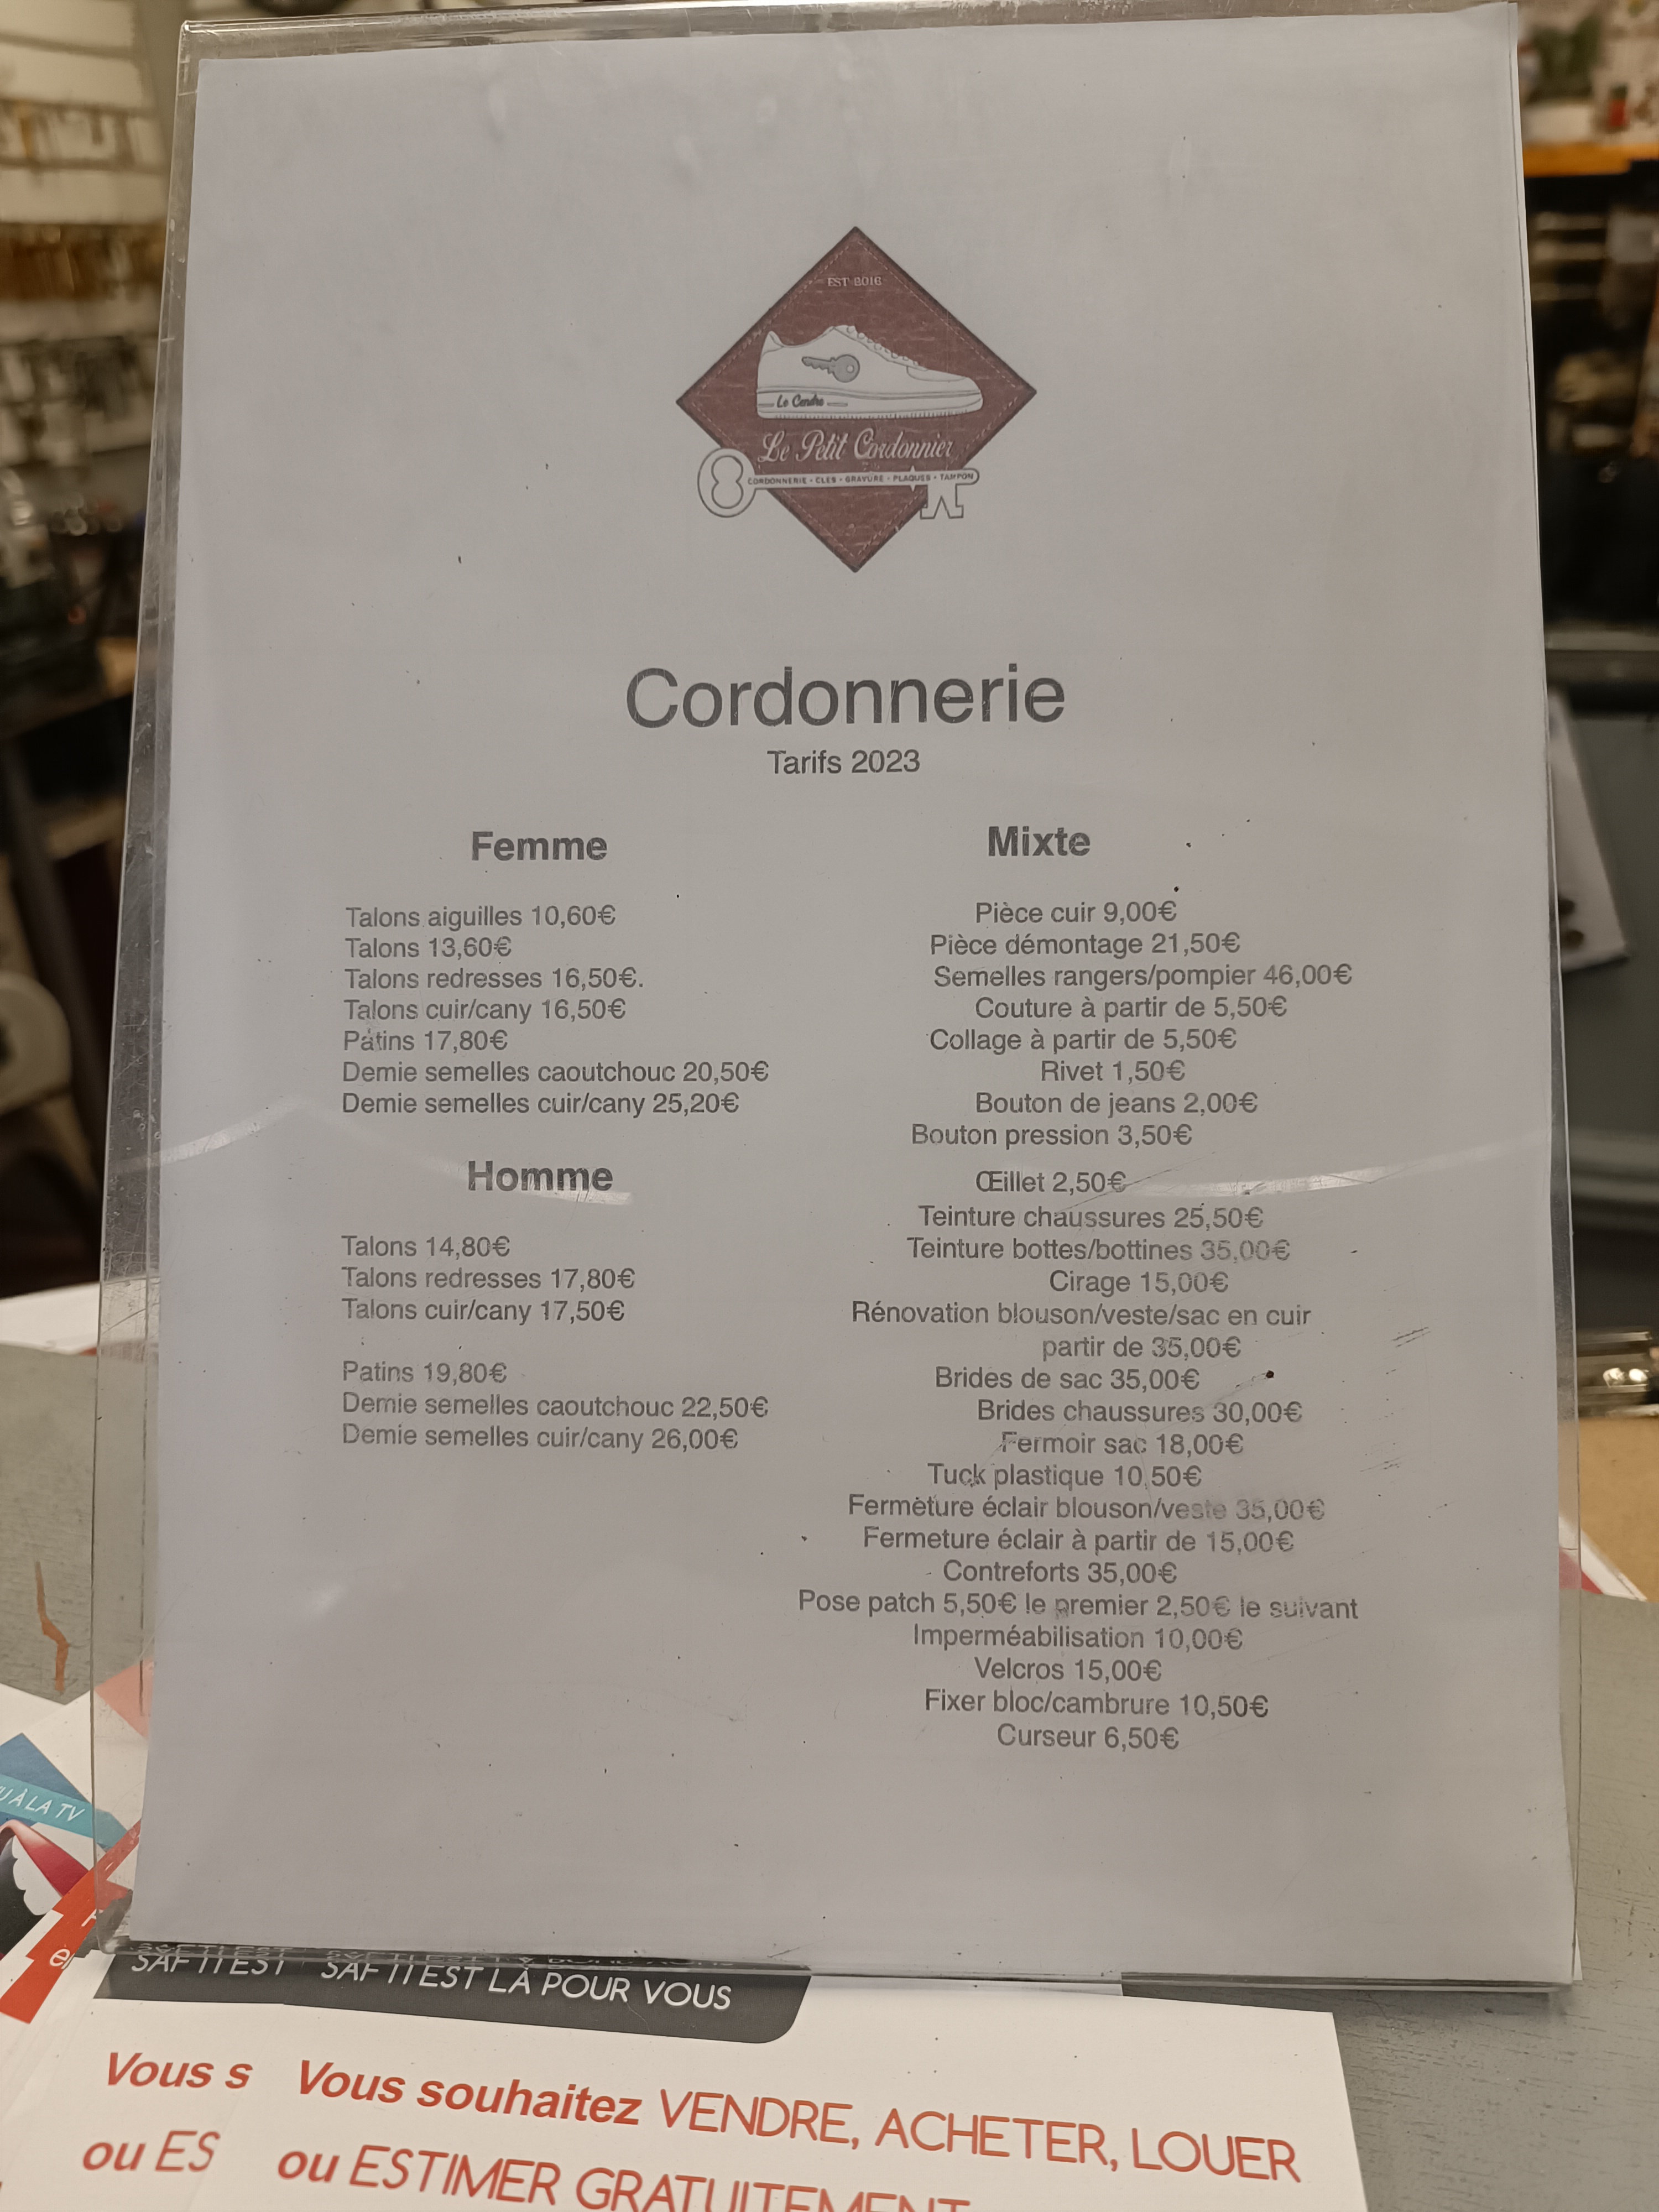 EST 2016
Le Cendre
Le Petit Cordonnier
CORDONNERIE - CLES - GRAVURE - PLAQUES - TAMPON
Cordonnerie
Tarifs 2023
Femme
Talons aiguilles 10,60€
Talons 13,60€
Talons redresses 16,50€.
Talons cuir/cany 16,50€
Patins 17,80€
Demie semelles caoutchouc 20,50€
Demie semelles cuir/cany 25,20€
Homme
Talons 14,80€
Talons redresses 17,80€
Talons cuir/cany 17,50€
Patins 19,80€
Demie semelles caoutchouc 22,50€
Demie semelles cuir/cany 26,00€
Mixte
Pièce cuir 9,00€
Pièce démontage 21,50€
Semelles rangers/pompier 46,00€
Couture à partir de 5,50€
Collage à partir de 5,50€
Rivet 1,50€
Bouton de jeans 2,00€
Bouton pression 3,50€
Œillet 2,50€
Teinture chaussures 25,50€
Teinture bottes/bottines 35,00€
Cirage 15,00€
Rénovation blouson/veste/sac en cuir
partir de 35,00€
Brides de sac 35,00€
Brides chaussures 30,00€
Fermoir sac 18,00€
Tuck plastique 10,50€
Fermeture éclair blouson/veste 35,00€
Fermeture éclair à partir de 15,00€
Contreforts 35,00€
Pose patch 5,50€ le premier 2,50€ le suivant
Imperméabilisation 10,00€
Velcros 15,00€
Fixer bloc/cambrure 10,50€
Curseur 6,50€
U À LA TV
SAFTI EST SAFTI EST LÀ POUR VOUS
Vous s Vous souhaitez VENDRE, ACHETER, LOUER
ou ES ou ESTIMER GRATUITEMENT